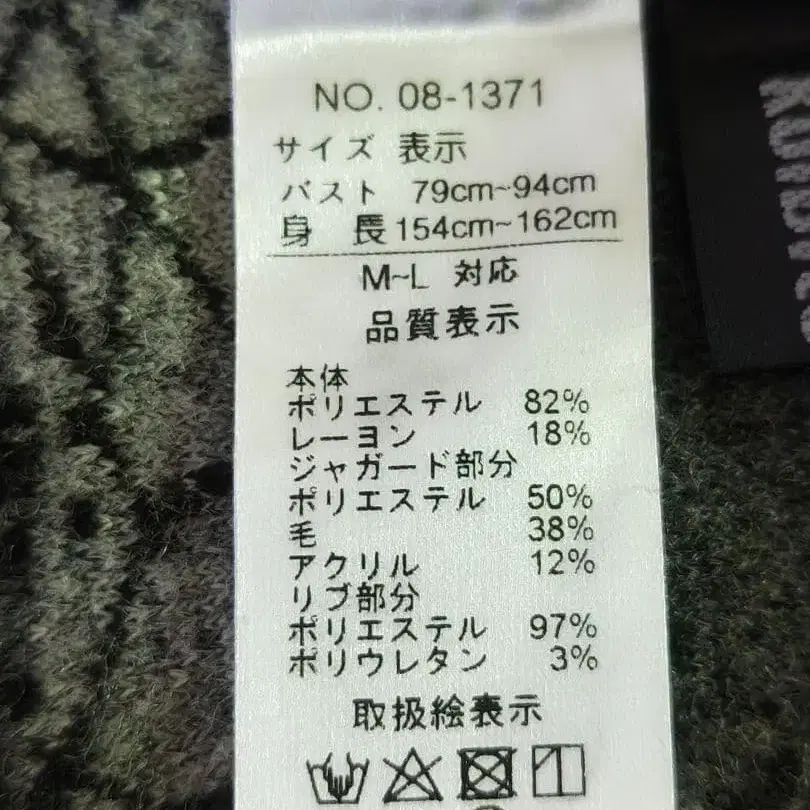 NO. 08-1371
サイズ 表示
バスト 79cm~94cm
身 長 154cm~162cm
M~L 対応
品質表示
本体
ポリエステル 82%
レーヨン 18%
ジャガード部分
ポリエステル 50%
毛 38%
アクリル 12%
リブ部分
ポリエステル 97%
ポリウレタン 3%
取扱絵表示